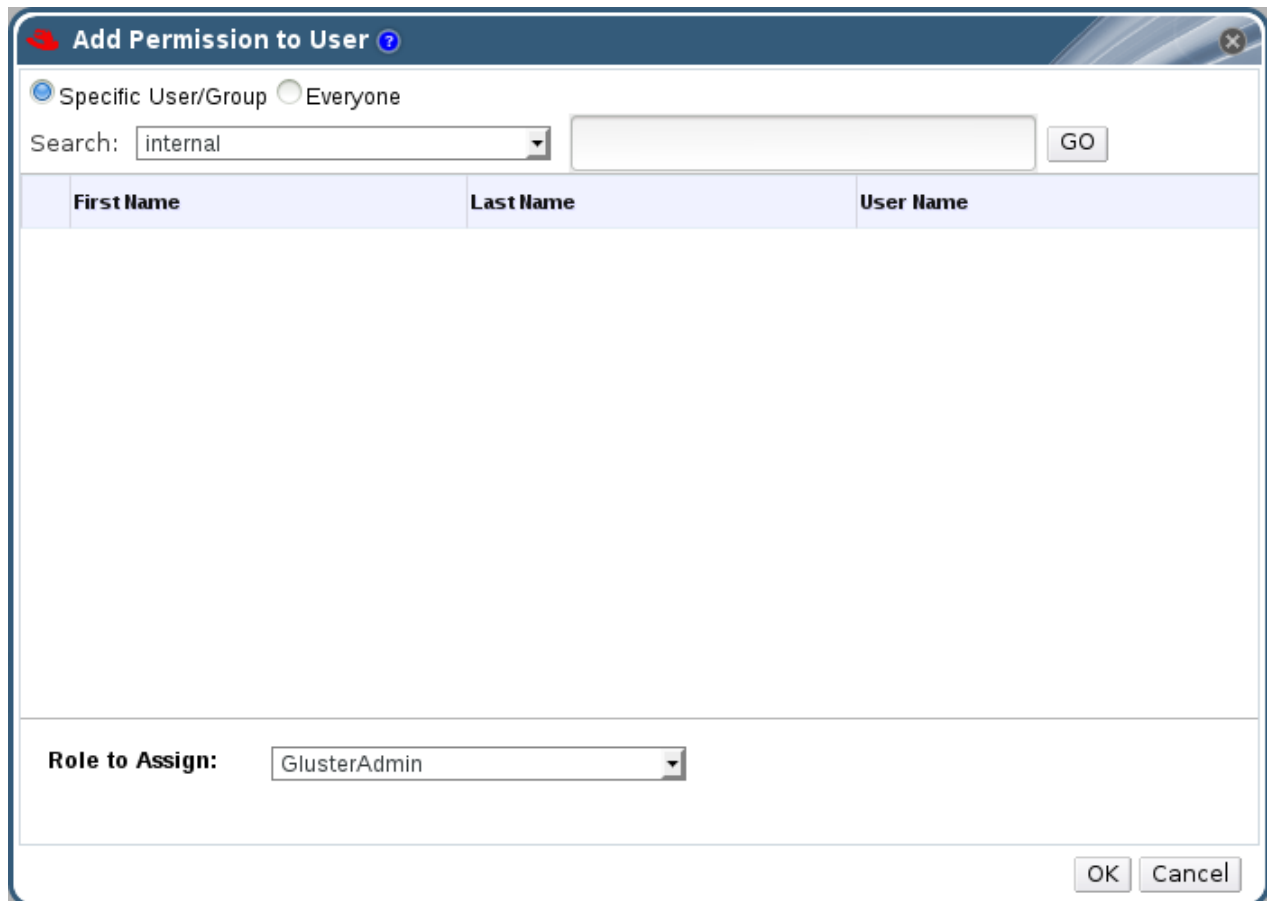 Add Permission to User ?
Specific User/Group Everyone
Search: internal GO
First Name Last Name User Name
Role to Assign: GlusterAdmin
OK Cancel